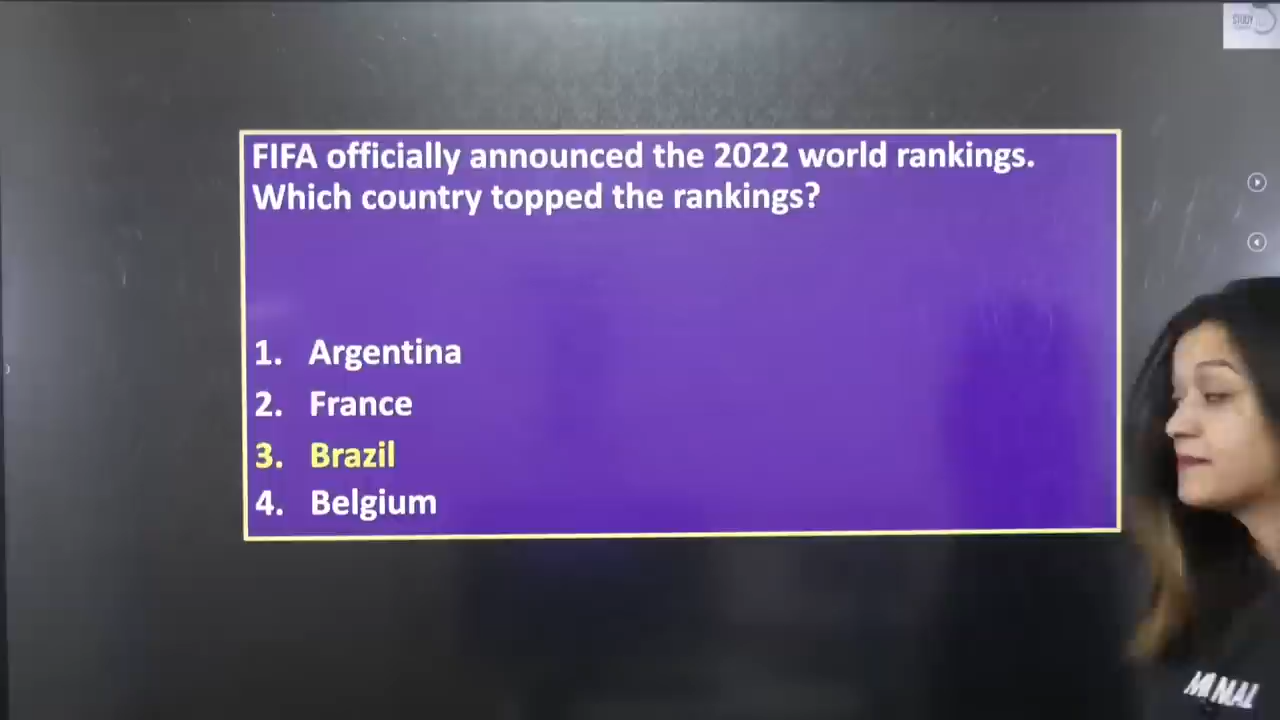 STUDY
FIFA officially announced the 2022 world rankings.
Which country topped the rankings?
1. Argentina
2. France
3. Brazil
4. Belgium